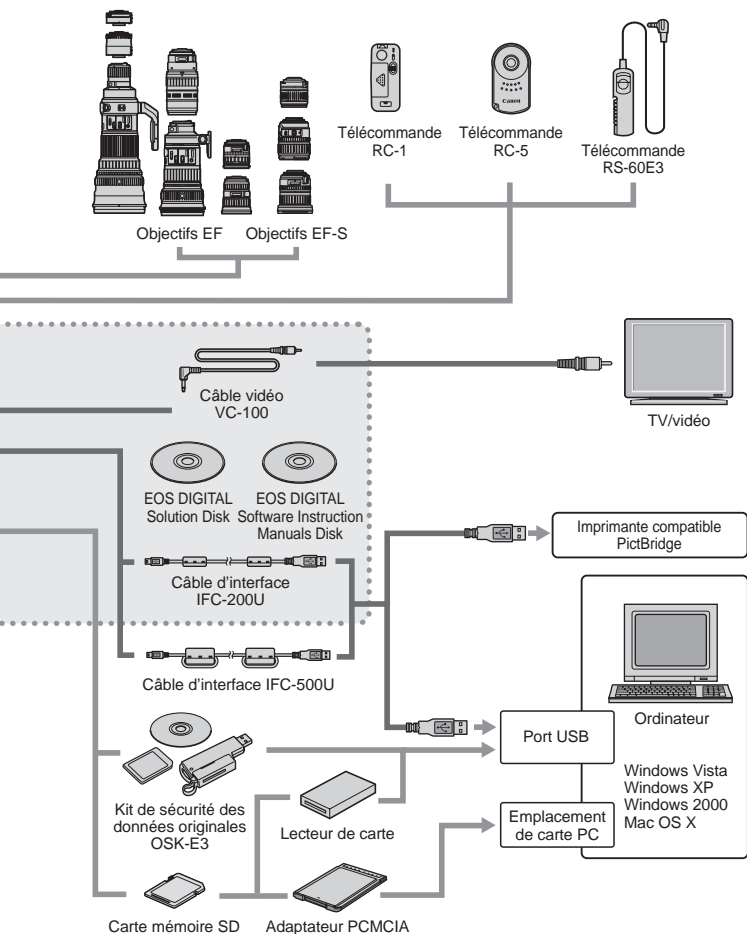 Canon
Télécommande
RC-1
Télécommande
RC-5
Télécommande
RS-60E3
Objectifs EF
Objectifs EF-S
Câble vidéo
VC-100
TV/vidéo
EOS DIGITAL
Solution Disk
EOS DIGITAL
Software Instruction
Manuals Disk
Imprimante compatible
PictBridge
Câble d'interface
IFC-200U
Câble d'interface IFC-500U
Ordinateur
Port USB
Windows Vista
Windows XP
Windows 2000
Mac OS X
Kit de sécurité des
données originales
OSK-E3
Lecteur de carte
Emplacement
de carte PC
Carte mémoire SD
Adaptateur PCMCIA